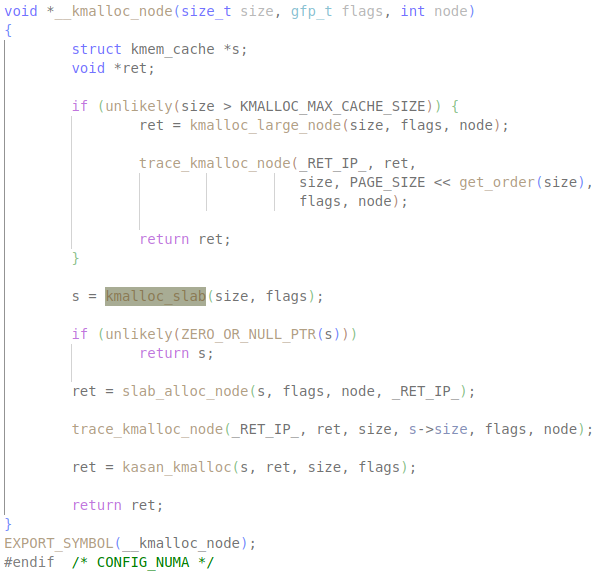 void *__kmalloc_node(size_t size, gfp_t flags, int node)
{
struct kmem_cache *s;
void *ret;
if (unlikely(size > KMALLOC_MAX_CACHE_SIZE)) {
ret = kmalloc_large_node(size, flags, node);
trace_kmalloc_node(_RET_IP_, ret,
size, PAGE_SIZE << get_order(size),
flags, node);
return ret;
}
s = kmalloc_slab(size, flags);
if (unlikely(ZERO_OR_NULL_PTR(s)))
return s;
ret = slab_alloc_node(s, flags, node, _RET_IP_);
trace_kmalloc_node(_RET_IP_, ret, size, s->size, flags, node);
ret = kasan_kmalloc(s, ret, size, flags);
return ret;
}
EXPORT_SYMBOL(__kmalloc_node);
#endif /* CONFIG_NUMA */